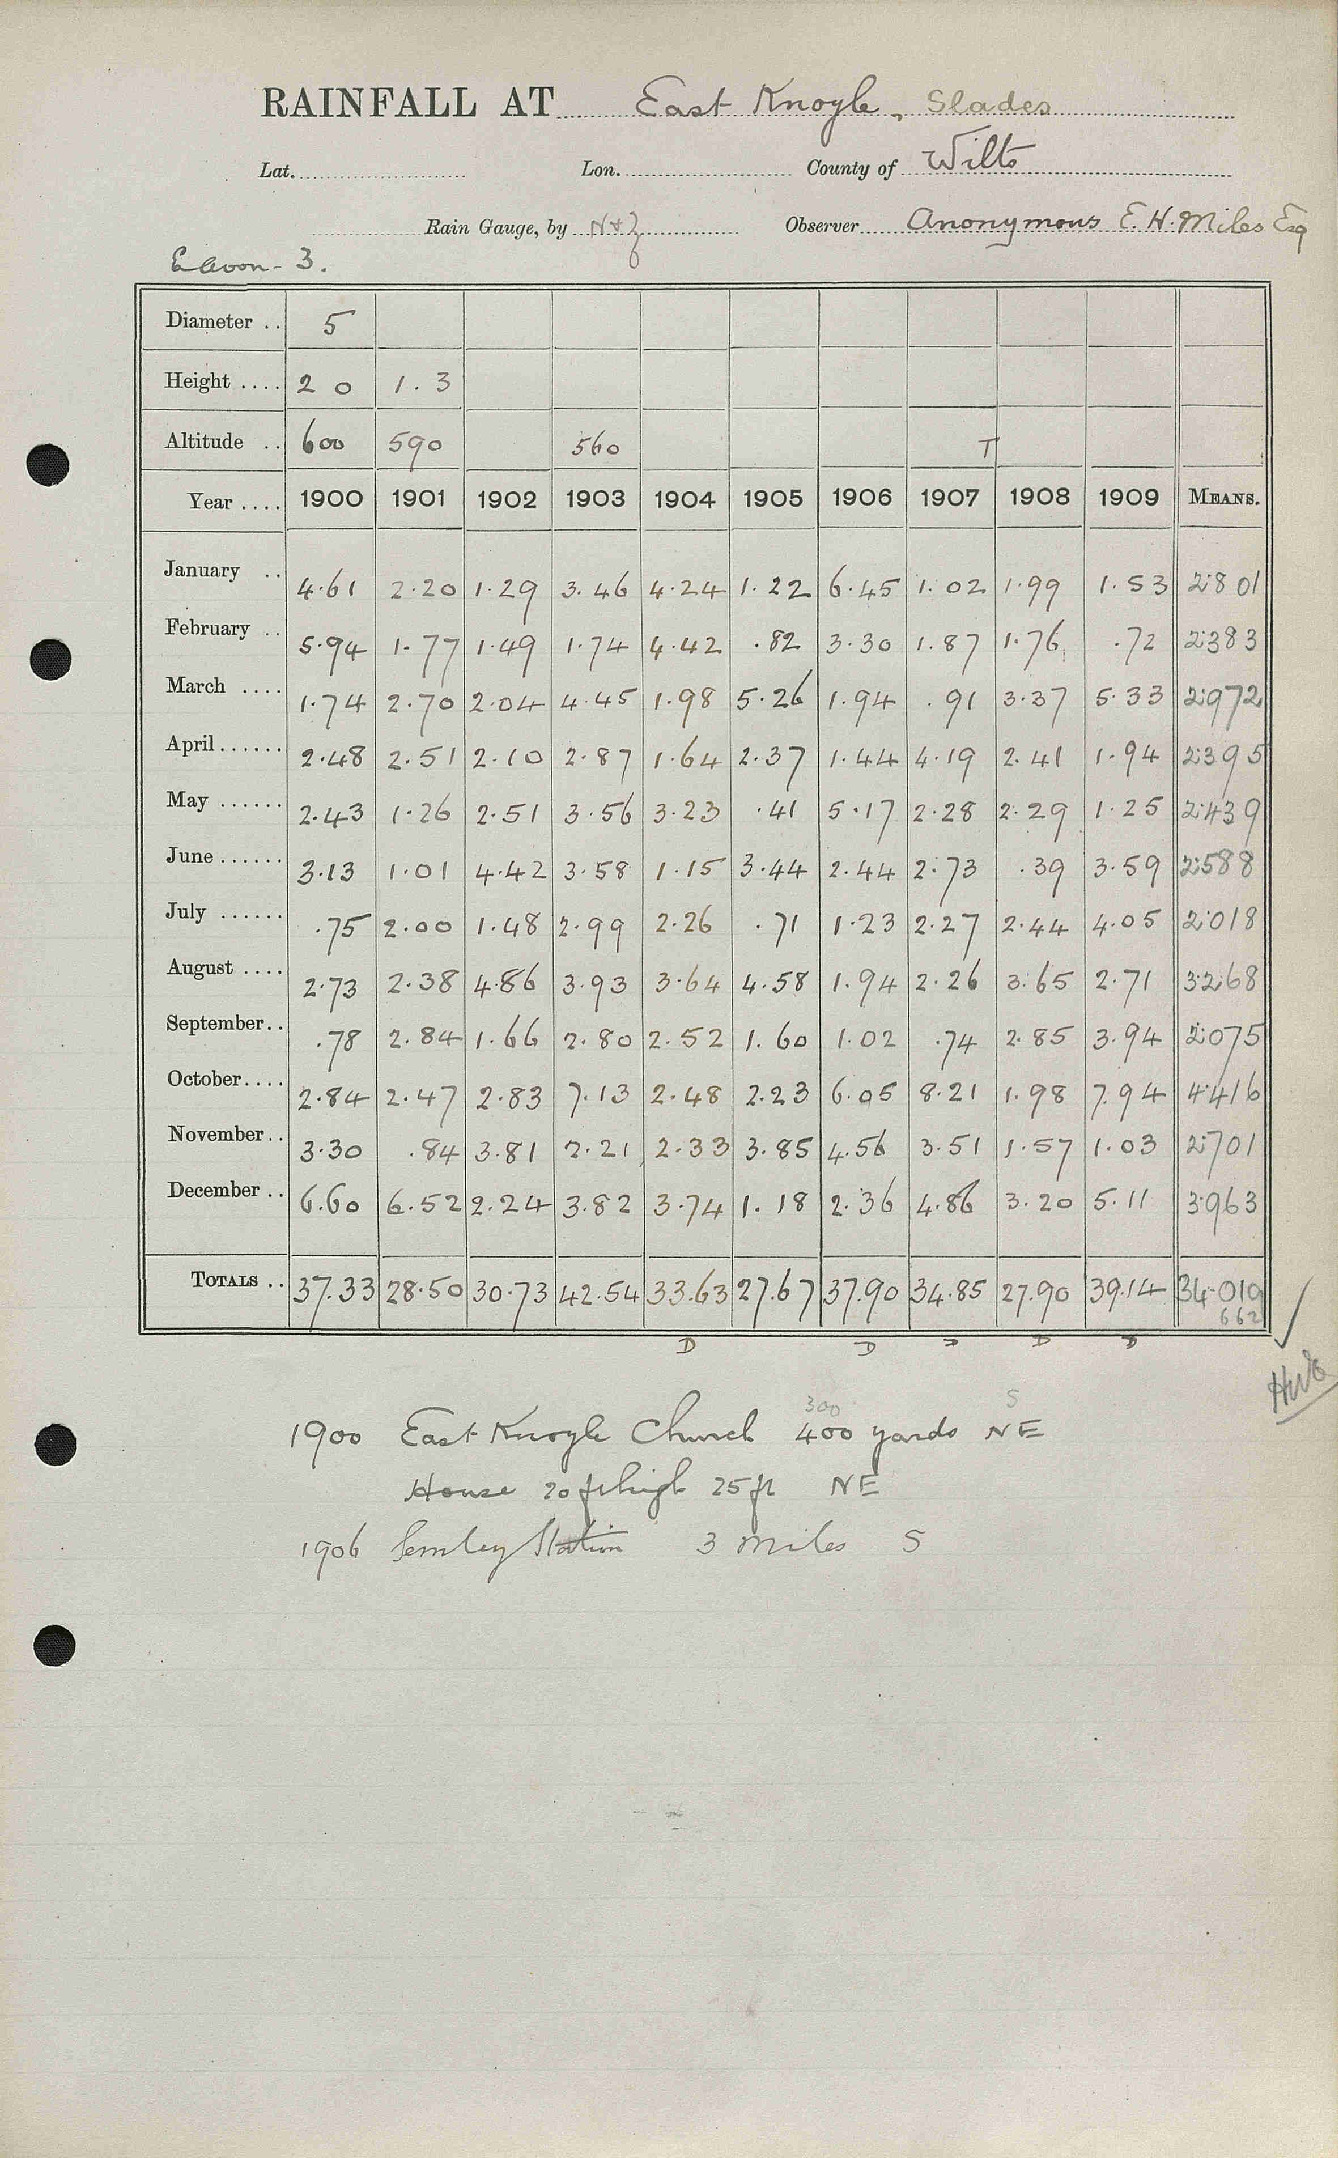 RAINFALL AT East Knoyle, Slades
Lat. Lon. County of Wilts
Rain Gauge, by N+Z Observer Anonymous E. H. Miles Esq
3.
Diameter .. 5
Height .... 2 0 1.3
Altitude .. 600 590 560 T
Year .... 1900 1901 1902 1903 1904 1905 1906 1907 1908 1909 MEANS.
January .. 4.61 2.20 1.29 3.46 4.24 1.22 6.45 1.02 1.99 1.53 2.801
February .. 5.94 1.77 1.49 1.74 4.42 .82 3.30 1.87 1.76 .72 2.383
March .... 1.74 2.70 2.04 4.45 1.98 5.26 1.94 .91 3.37 5.33 2.972
April ...... 2.48 2.51 2.10 2.87 1.64 2.37 1.44 4.19 2.41 1.94 2.395
May ...... 2.43 1.26 2.51 3.56 3.23 .41 5.17 2.28 2.29 1.25 2.439
June ...... 3.13 1.01 4.42 3.58 1.15 3.44 2.44 2.73 .39 3.59 2.588
July ...... .75 2.00 1.48 2.99 2.26 .71 1.23 2.27 2.44 4.05 2.018
August .... 2.73 2.38 4.86 3.93 3.64 4.58 1.94 2.26 3.65 2.71 3.268
September .. .78 2.84 1.66 2.80 2.52 1.60 1.02 .74 2.85 3.94 2.075
October .... 2.84 2.47 2.83 7.13 2.48 2.23 6.05 8.21 1.98 7.94 4.416
November .. 3.30 .84 3.81 2.21 2.33 3.85 4.56 3.51 1.57 1.03 2.701
December .. 6.60 6.52 2.24 3.82 3.74 1.18 2.36 4.86 3.20 5.11 3.963
TOTALS .. 37.33 28.50 30.73 42.54 33.63 27.67 37.90 34.85 27.90 39.14 34.019
662
D D D D D
300 S
1900 East Knoyle Church 400 yards NE
House 20 ft high 25 ft NE
1906 Semley Station 3 miles S